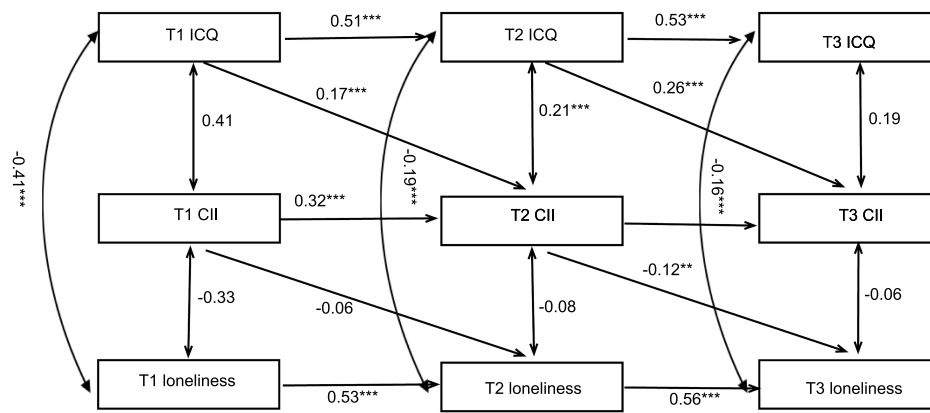 0.51***
0.53***
T1 ICQ
T2 ICQ
T3 ICQ
0.17***
0.26***
0.41
0.21***
0.19
-0.41***
-0.19***
-0.16***
0.32***
T1 CII
T2 CII
T3 CII
-0.12**
-0.33
-0.06
-0.08
-0.06
T1 loneliness
T2 loneliness
T3 loneliness
0.53***
0.56***